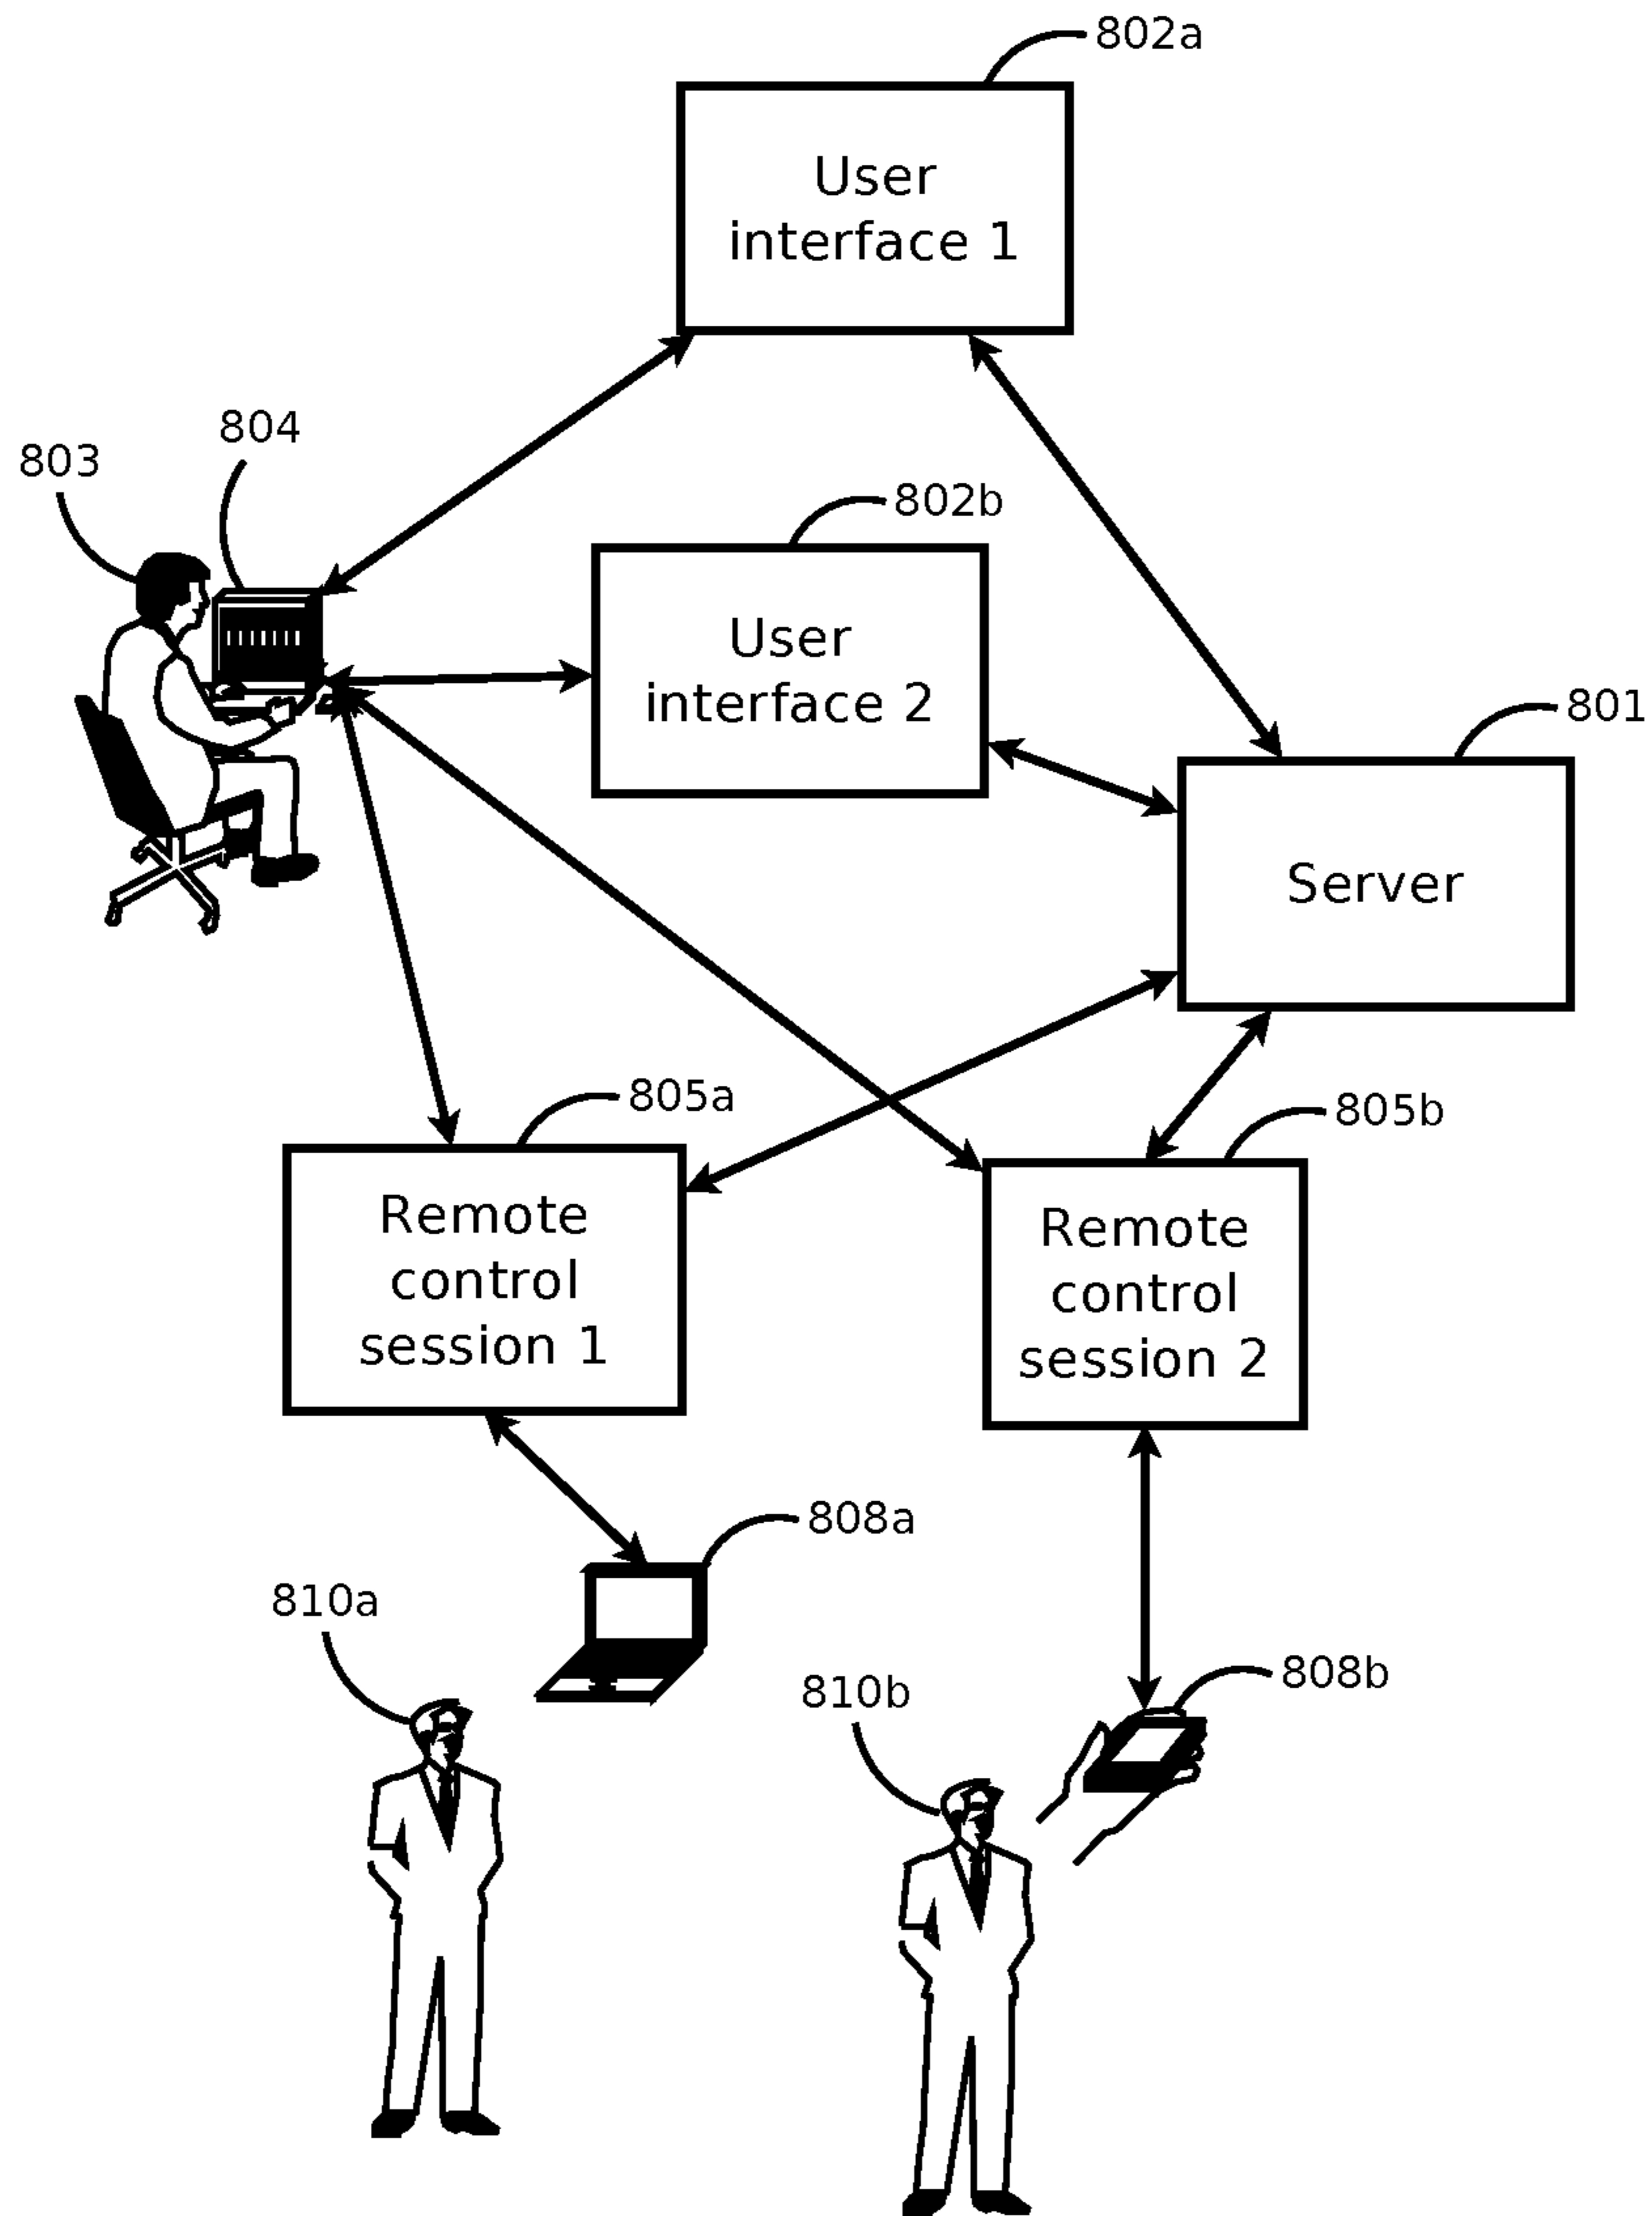 802a
User
interface 1
804
803
802b
User
interface 2
801
Server
805a
805b
Remote
control
session 1
Remote
control
session 2
808a
810a
808b
810b